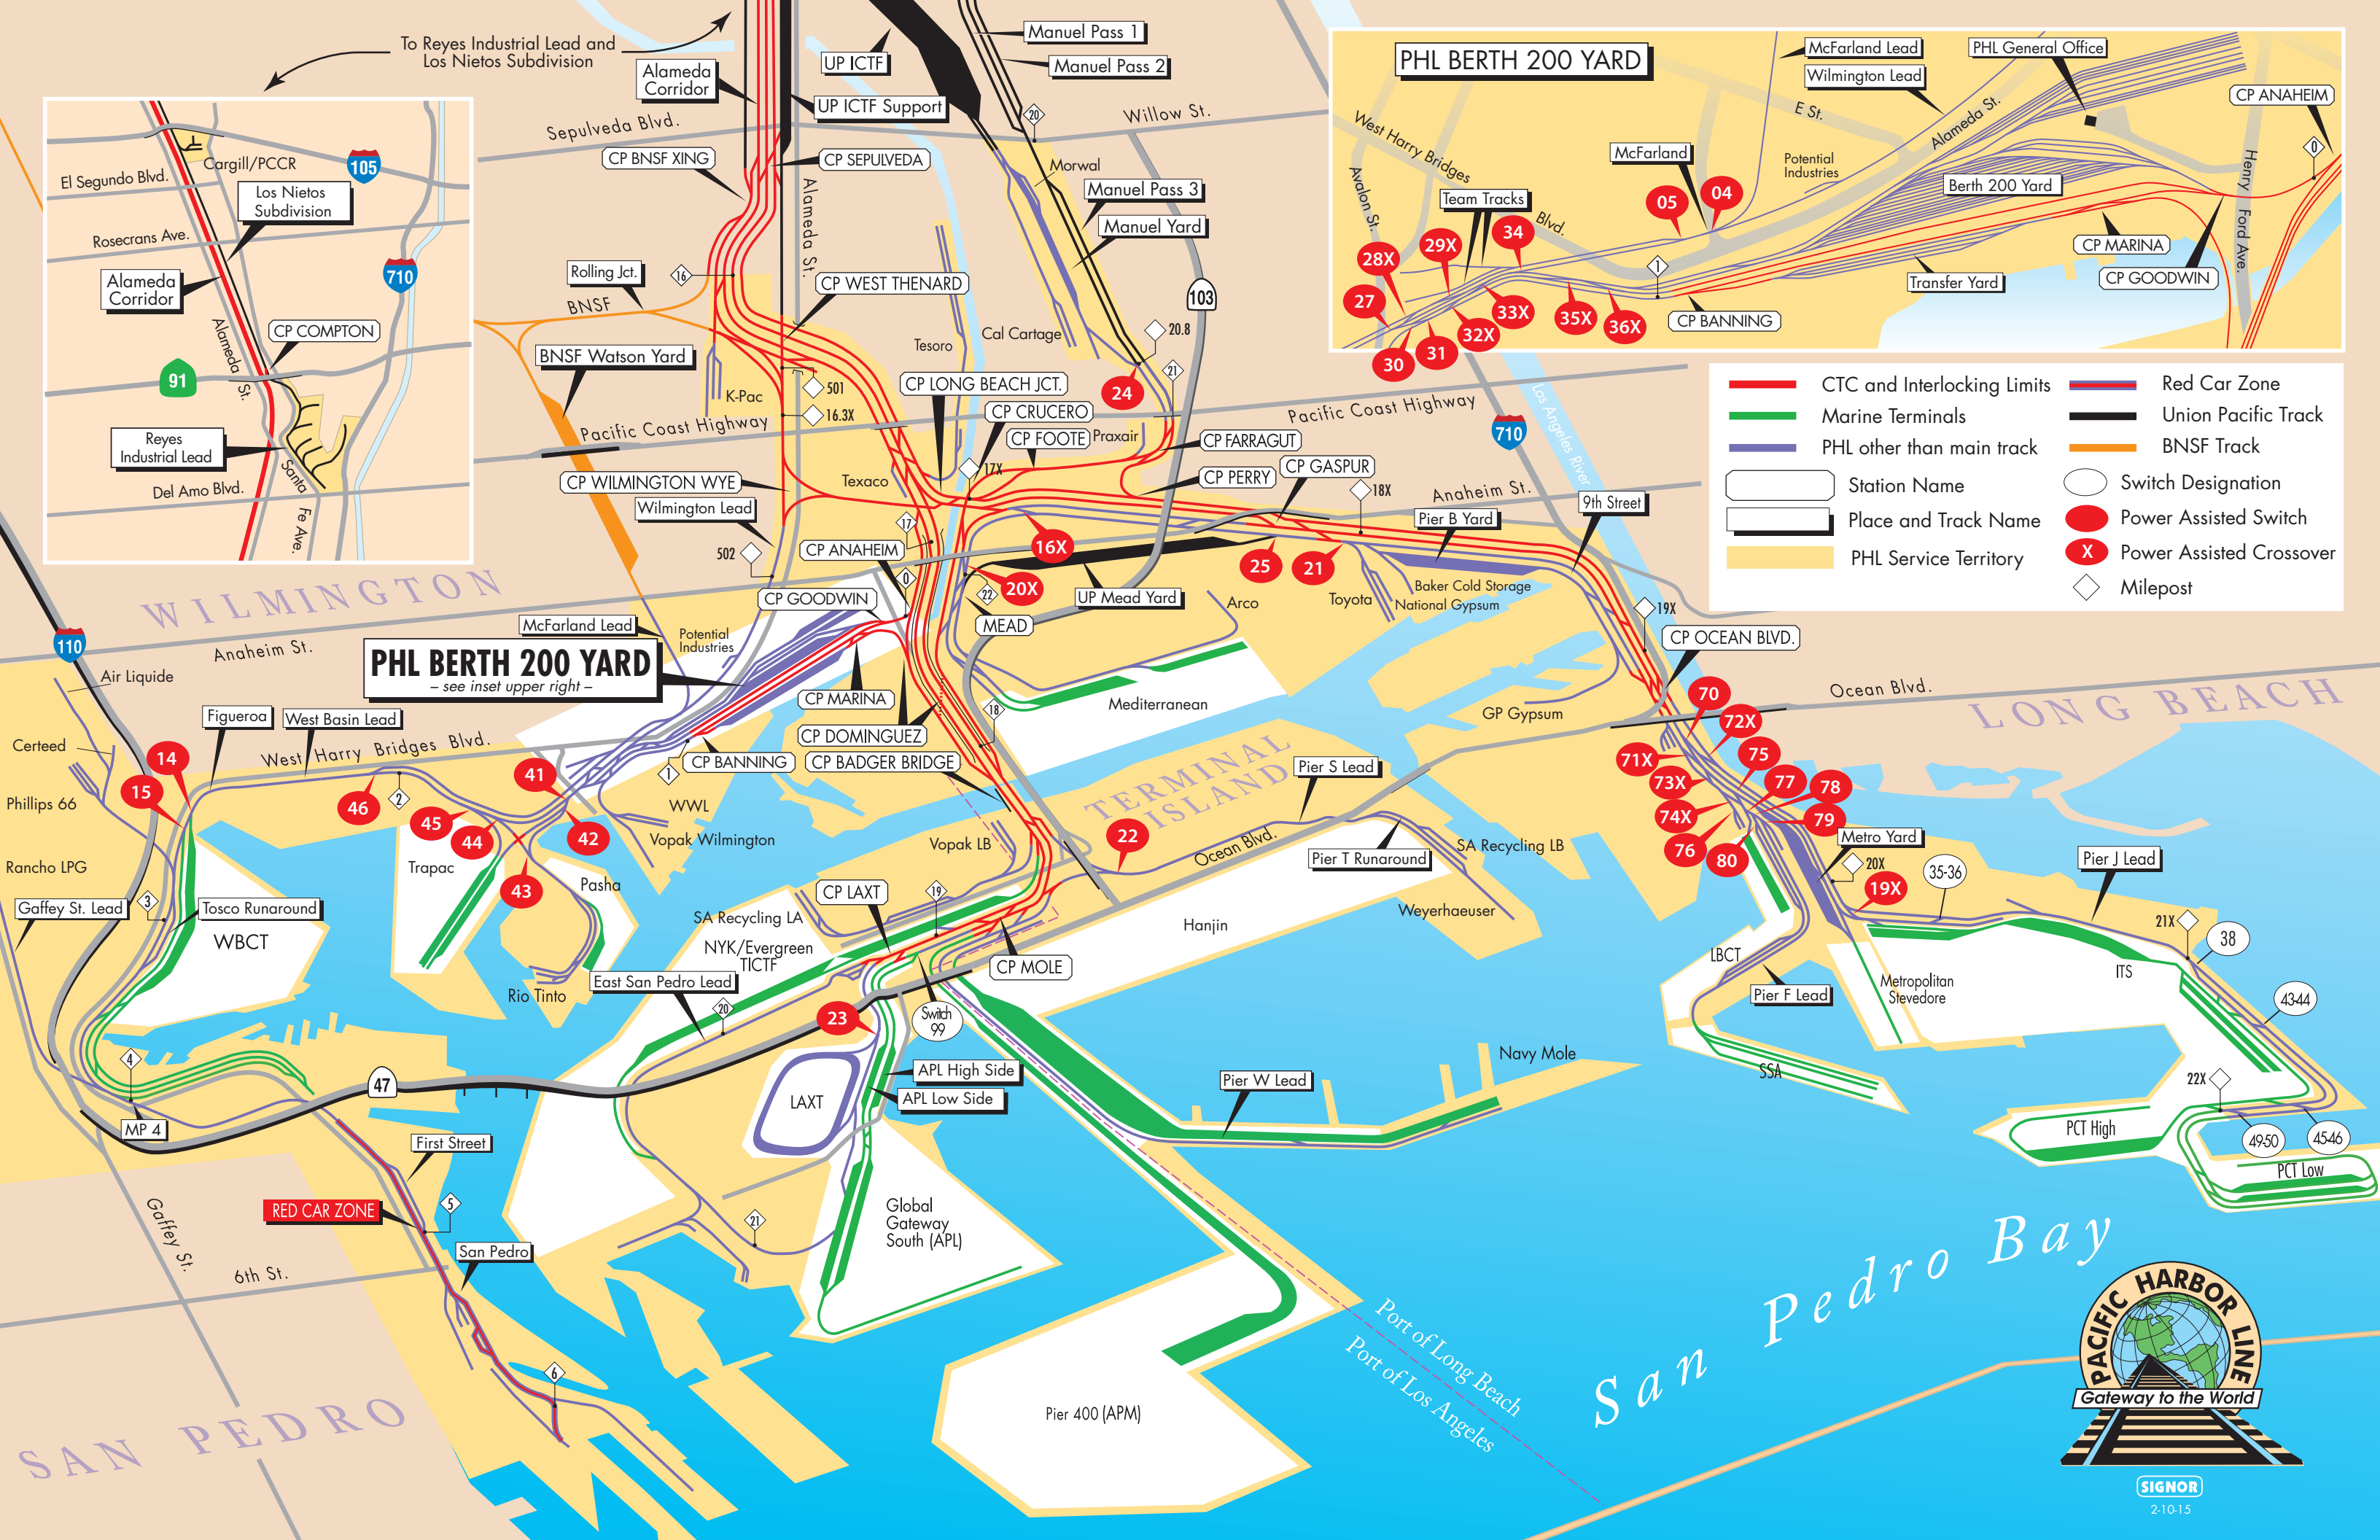 To Reyes Industrial Lead and
Los Nietos Subdivision
Cargill/PCCR
105
El Segundo Blvd.
Los Nietos
Subdivision
Rosecrans Ave.
710
Alameda
Corridor
Alameda St.
CP COMPTON
91
Reyes
Industrial Lead
Santa Fe Ave.
Del Amo Blvd.
Alameda
Corridor
UP ICTF
UP ICTF Support
Manuel Pass 1
Manuel Pass 2
20
Sepulveda Blvd.
Willow St.
CP BNSF XING
CP SEPULVEDA
Alameda St.
Morwal
Manuel Pass 3
Manuel Yard
Rolling Jct.
16
BNSF
CP WEST THENARD
103
BNSF Watson Yard
Tesoro
Cal Cartage
20.8
21
24
K-Pac
501
16.3X
CP LONG BEACH JCT.
CP CRUCERO
CP FOOTE
Praxair
Pacific Coast Highway
Pacific Coast Highway
710
Los Angeles River
CP FARRAGUT
CP PERRY
CP GASPUR
17X
18X
Texaco
CP WILMINGTON WYE
Wilmington Lead
Anaheim St.
Pier B Yard
9th Street
17
16X
CP ANAHEIM
502
0
20X
22
25
21
UP Mead Yard
Arco
Toyota
Baker Cold Storage
National Gypsum
19X
CP GOODWIN
MEAD
CP OCEAN BLVD.
WILMINGTON
110
Anaheim St.
McFarland Lead
Potential
Industries
PHL BERTH 200 YARD
– see inset upper right –
Air Liquide
CP MARINA
CP DOMINGUEZ
CP BADGER BRIDGE
18
Mediterranean
GP Gypsum
Ocean Blvd.
LONG BEACH
Figueroa
West Basin Lead
West Harry Bridges Blvd.
Certeed
14
15
Phillips 66
46
2
45
44
41
42
43
CP BANNING
1
WWL
Vopak Wilmington
Vopak LB
TERMINAL
ISLAND
Pier S Lead
22
Ocean Blvd.
Pier T Runaround
SA Recycling LB
Weyerhaeuser
70
72X
71X
75
73X
77
78
74X
79
76
80
Metro Yard
20X
19X
35-36
Pier J Lead
21X
38
Rancho LPG
Gaffey St. Lead
3
Tosco Runaround
WBCT
Trapac
Pasha
Rio Tinto
SA Recycling LA
CP LAXT
19
NYK/Evergreen
TICTF
East San Pedro Lead
20
Hanjin
CP MOLE
23
Switch
99
LBCT
Pier F Lead
Metropolitan
Stevedore
ITS
43-44
4
MP 4
47
LAXT
APL High Side
APL Low Side
Pier W Lead
Navy Mole
SSA
22X
PCT High
49-50
45-46
PCT Low
First Street
RED CAR ZONE
5
San Pedro
Gaffey St.
6th St.
21
Global
Gateway
South (APL)
6
SAN PEDRO
Pier 400 (APM)
Port of Long Beach
Port of Los Angeles
San Pedro Bay
PHL BERTH 200 YARD
McFarland Lead
Wilmington Lead
PHL General Office
CP ANAHEIM
0
E St.
Alameda St.
West Harry Bridges
Blvd.
Avalon St.
McFarland
05
04
Potential
Industries
Team Tracks
Berth 200 Yard
Henry Ford Ave.
28X
29X
34
27
1
33X
35X
36X
32X
31
30
CP BANNING
CP MARINA
Transfer Yard
CP GOODWIN
CTC and Interlocking Limits
Red Car Zone
Marine Terminals
Union Pacific Track
PHL other than main track
BNSF Track
Station Name
Switch Designation
Place and Track Name
Power Assisted Switch
PHL Service Territory
X
Power Assisted Crossover
Milepost
PACIFIC HARBOR LINE
Gateway to the World
SIGNOR
2-10-15